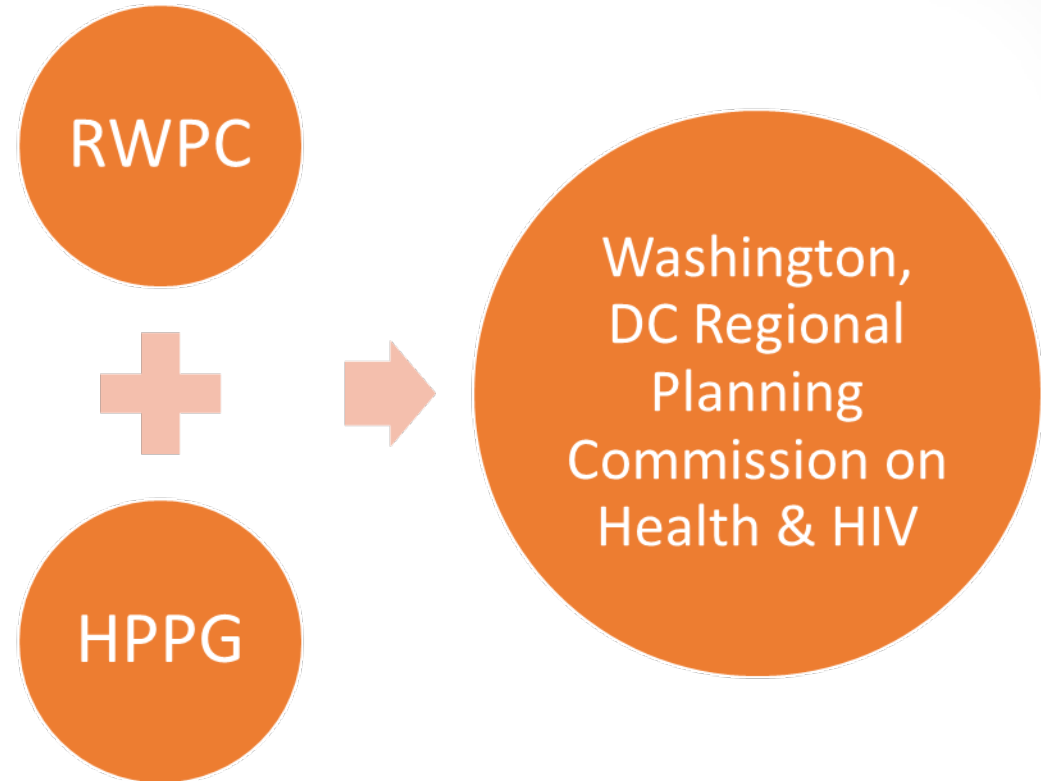 RWPC
HPPG
Washington,
DC Regional
Planning
Commission on
Health & HIV